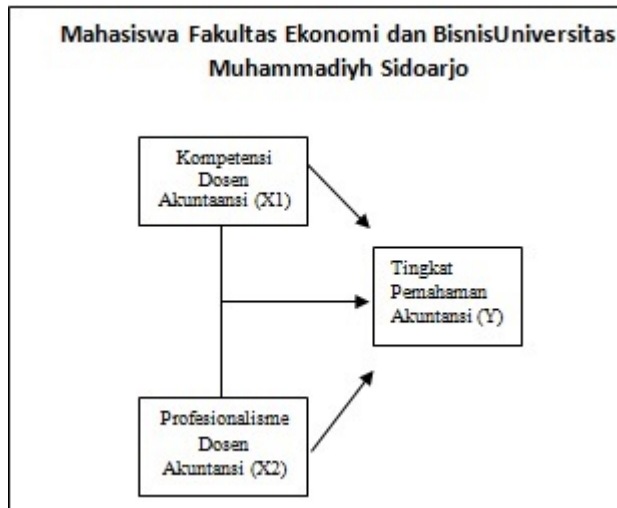 Mahasiswa Fakultas Ekonomi dan BisnisUniversitas
Muhammadiyh Sidoarjo
Kompetensi
Dosen
Akuntaansi (X1)
Tingkat
Pemahaman
Akuntansi (Y)
Profesionalisme
Dosen
Akuntansi (X2)